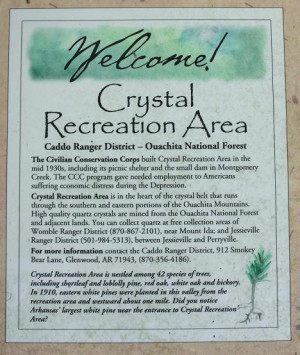 Welcome!
Crystal
Recreation Area
Caddo Ranger District – Ouachita National Forest
The Civilian Conservation Corps built Crystal Recreation Area in the
mid 1930s, including its picnic shelter and the small dam in Montgomery
Creek. The CCC program gave needed employment to Americans
suffering economic distress during the Depression.
Crystal Recreation Area is in the heart of the crystal belt that runs
through the southern and eastern portions of the Ouachita Mountains.
High quality quartz crystals are mined from the Ouachita National Forest
and adjacent lands. You can collect quartz at free collection areas of
Womble Ranger District (870-867-2101), near Mount Ida; and Jessieville
Ranger District (501-984-5313), between Jessieville and Perryville.
For more information contact the Caddo Ranger District, 912 Smokey
Bear Lane, Glenwood, AR 71943, (870-356-4186).
Crystal Recreation Area is nestled among 42 species of trees,
including shortleaf and loblolly pine, red oak, white oak and hickory.
In 1910, eastern white pines were planted in this valley from the
recreation area and westward about one mile. Did you notice
Arkansas' largest white pine near the entrance to Crystal Recreation
Area?